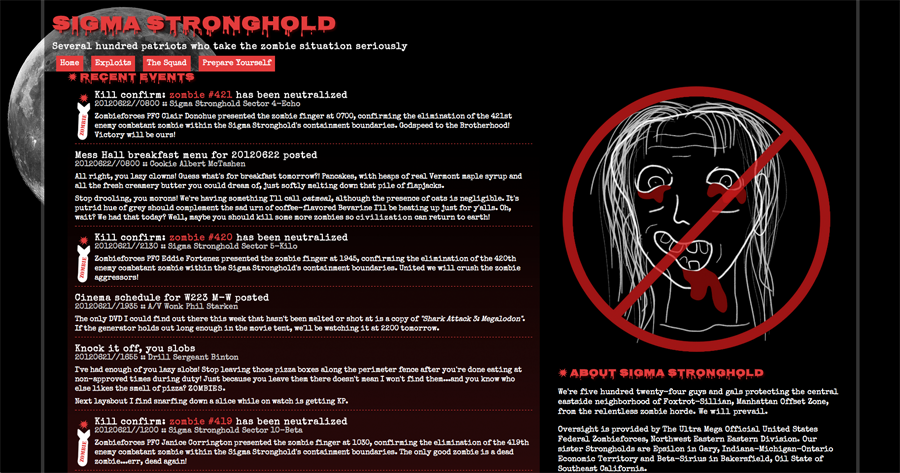 SIGMA STRONGHOLD
Several hundred patriots who take the zombie situation seriously
Home Exploits The Squad Prepare Yourself
RECENT EVENTS
Kill confirm: zombie #421 has been neutralized
20120622//0800 :: Sigma Stronghold Sector 4-Echo
Zombieforces PFC Clair Donohue presented the zombie finger at 0700, confirming the elimination of the 421st
enemy combatant zombie within the Sigma Stronghold's containment boundaries. Godspeed to the Brotherhood!
Victory will be ours!
ZOMBIE
Mess Hall breakfast menu for 20120622 posted
20120622//0800 :: Cookie Albert McTashen
All right, you lazy clowns! Guess what's for breakfast tomorrow?! Pancakes, with heaps of real Vermont maple syrup and
all the fresh creamery butter you could dream of, just softly melting down that pile of flapjacks.
Stop drooling, you morons! We're having something I'll call oatmeal, although the presence of oats is negligible. It's
putrid hue of grey should complement the sad urn of coffee-flavored Bevarine I'll be heating up just for y'alls. Oh,
wait? We had that today? Well, maybe you should kill some more zombies so civilization can return to earth!
Kill confirm: zombie #420 has been neutralized
20120621//2130 :: Sigma Stronghold Sector 5-Kilo
Zombieforces PFC Eddie Fortenez presented the zombie finger at 1945, confirming the elimination of the 420th
enemy combatant zombie within the Sigma Stronghold's containment boundaries. United we will crush the zombie
aggressors!
ZOMBIE
Cinema schedule for W223 M-W posted
20120621//1935 :: A/V Wonk Phil Starken
The only DVD I could find out there this week that hasn't been melted or shot at is a copy of "Shark Attack 3: Megalodon".
If the generator holds out long enough in the movie tent, we'll be watching it at 2200 tomorrow.
Knock it off, you slobs
20120621//1655 :: Drill Sergeant Binton
I've had enough of you lazy slobs! Stop leaving those pizza boxes along the perimeter fence after you're done eating at
non-approved times during duty! Just because you leave them there doesn't mean I won't find them...and you know who
else likes the smell of pizza? ZOMBIES.
Next layabout I find snarfing down a slice while on watch is getting KP.
Kill confirm: zombie #419 has been neutralized
20120621//1200 :: Sigma Stronghold Sector 10-Beta
Zombieforces PFC Janice Corrington presented the zombie finger at 1030, confirming the elimination of the 419th
enemy combatant zombie within the Sigma Stronghold's containment boundaries. The only good zombie is a dead
zombie...err, dead again!
ZOMBIE
ABOUT SIGMA STRONGHOLD
We're five hundred twenty-four guys and gals protecting the central
eastside neighborhood of Foxtrot-Sillian, Manhattan Offset Zone,
from the relentless zombie horde. We will prevail.
Oversight is provided by The Ultra Mega Official United States
Federal Zombieforces, Northwest Eastern Eastern Division. Our
sister Strongholds are Epsilon in Gary, Indiana-Michigan-Ontario
Economic Territory and Beta-Sirius in Bakersfield, Oil State of
Southeast California.